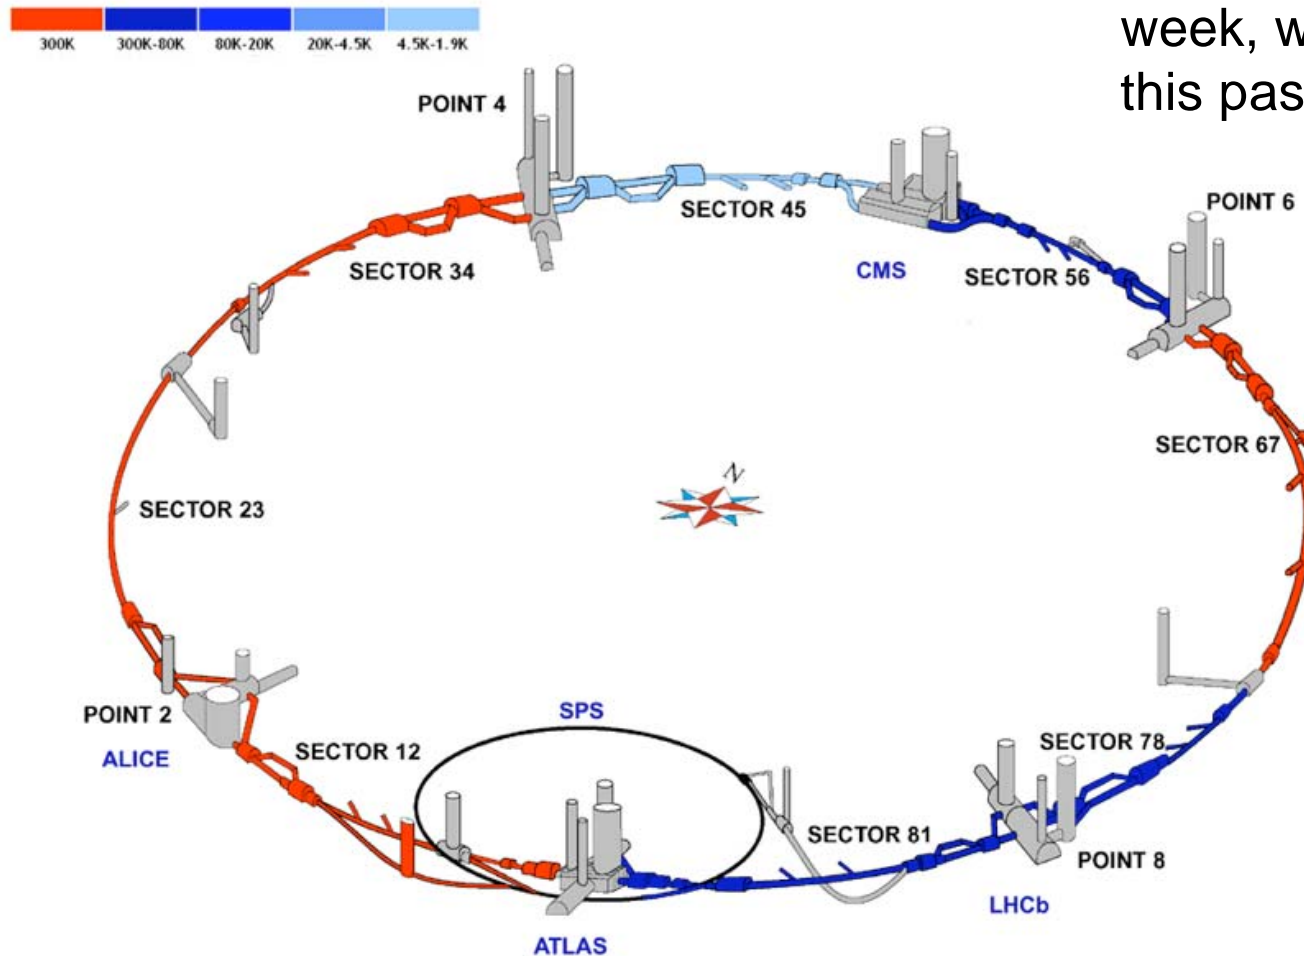 week, w
this pas
300K 300K-80K 80K-20K 20K-4.5K 4.5K-1.9K
POINT 4
SECTOR 45
POINT 6
SECTOR 34
CMS
SECTOR 56
SECTOR 67
N
SECTOR 23
POINT 2
SPS
ALICE
SECTOR 12
SECTOR 78
SECTOR 81
POINT 8
LHCb
ATLAS